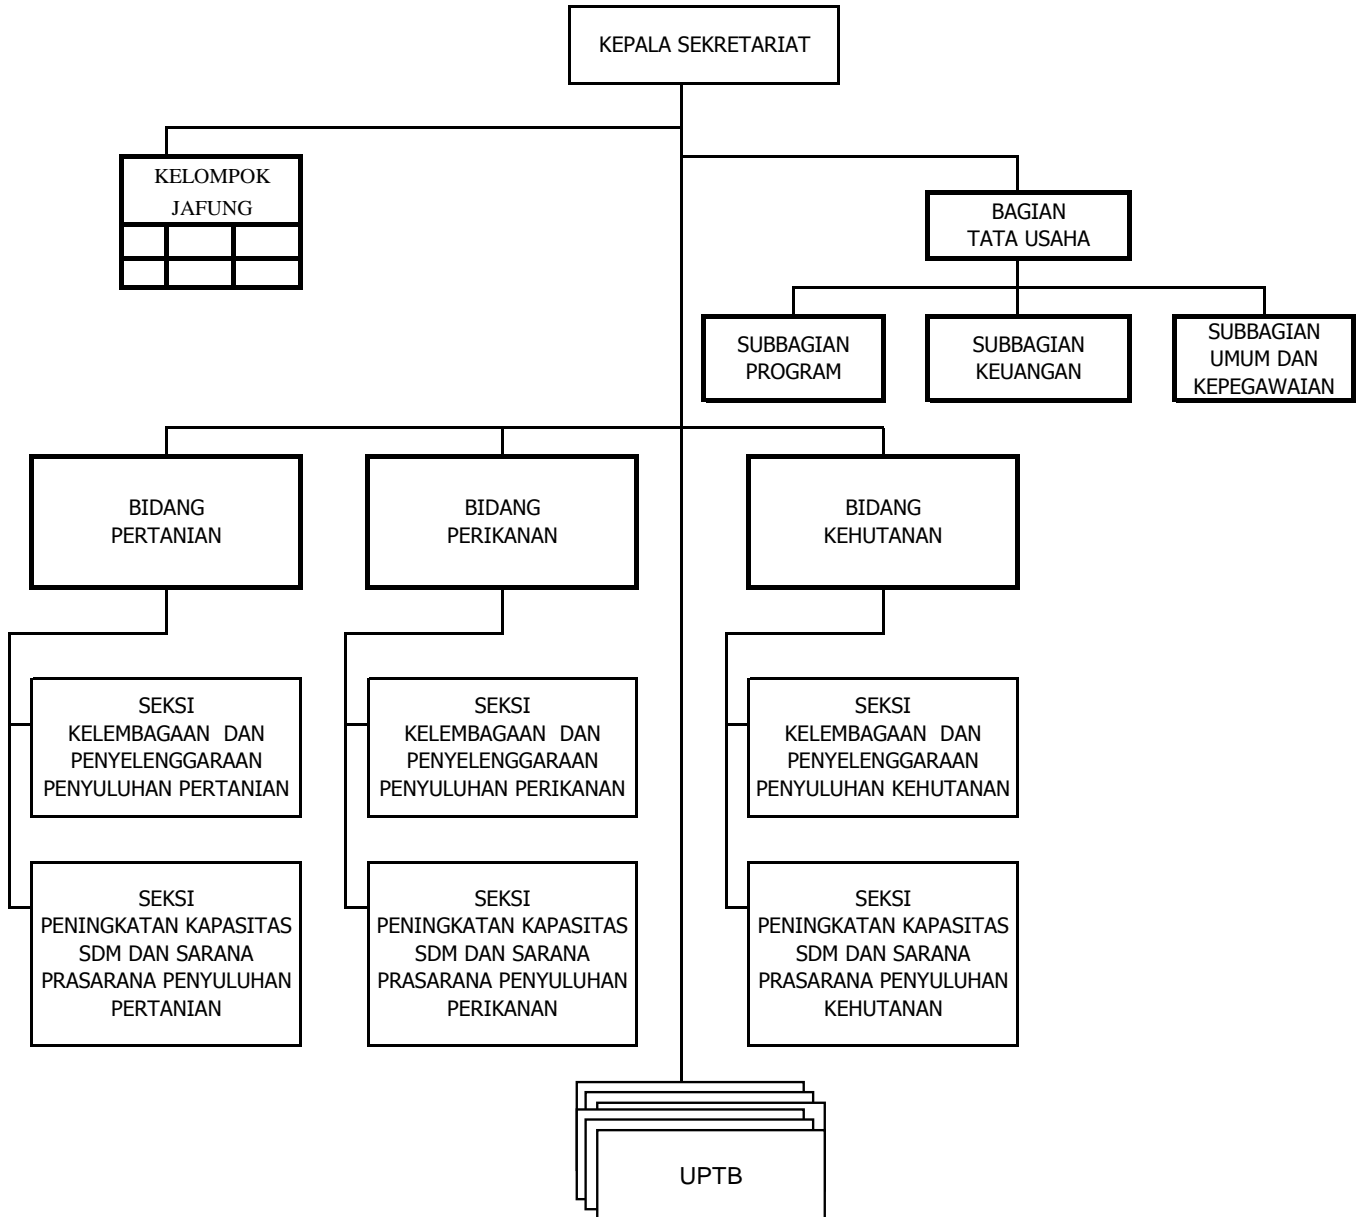 KEPALA SEKRETARIAT
KELOMPOK
JAFUNG
BAGIAN
TATA USAHA
SUBBAGIAN
PROGRAM
SUBBAGIAN
KEUANGAN
SUBBAGIAN
UMUM DAN
KEPEGAWAIAN
BIDANG
PERTANIAN
BIDANG
PERIKANAN
BIDANG
KEHUTANAN
SEKSI
KELEMBAGAAN DAN
PENYELENGGARAAN
PENYULUHAN PERTANIAN
SEKSI
KELEMBAGAAN DAN
PENYELENGGARAAN
PENYULUHAN PERIKANAN
SEKSI
KELEMBAGAAN DAN
PENYELENGGARAAN
PENYULUHAN KEHUTANAN
SEKSI
PENINGKATAN KAPASITAS
SDM DAN SARANA
PRASARANA PENYULUHAN
PERTANIAN
SEKSI
PENINGKATAN KAPASITAS
SDM DAN SARANA
PRASARANA PENYULUHAN
PERIKANAN
SEKSI
PENINGKATAN KAPASITAS
SDM DAN SARANA
PRASARANA PENYULUHAN
KEHUTANAN
UPTB